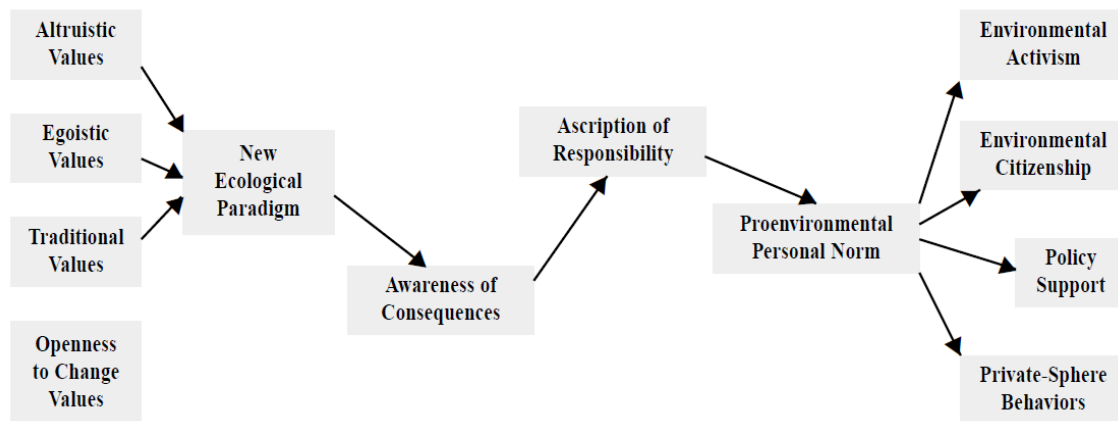 Altruistic
Values
Egoistic
Values
Traditional
Values
Openness
to Change
Values
New
Ecological
Paradigm
Awareness of
Consequences
Ascription of
Responsibility
Proenvironmental
Personal Norm
Environmental
Activism
Environmental
Citizenship
Policy
Support
Private-Sphere
Behaviors